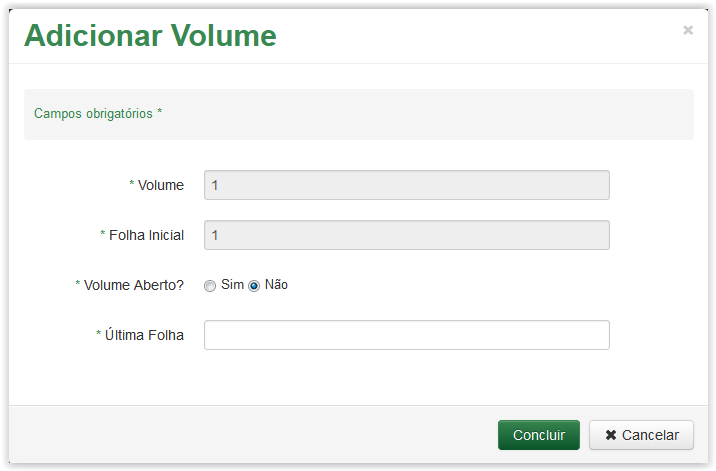 Adicionar Volume
×
Campos obrigatórios *
* Volume 1
* Folha Inicial 1
* Volume Aberto? Sim Não
* Última Folha
Concluir ✖ Cancelar